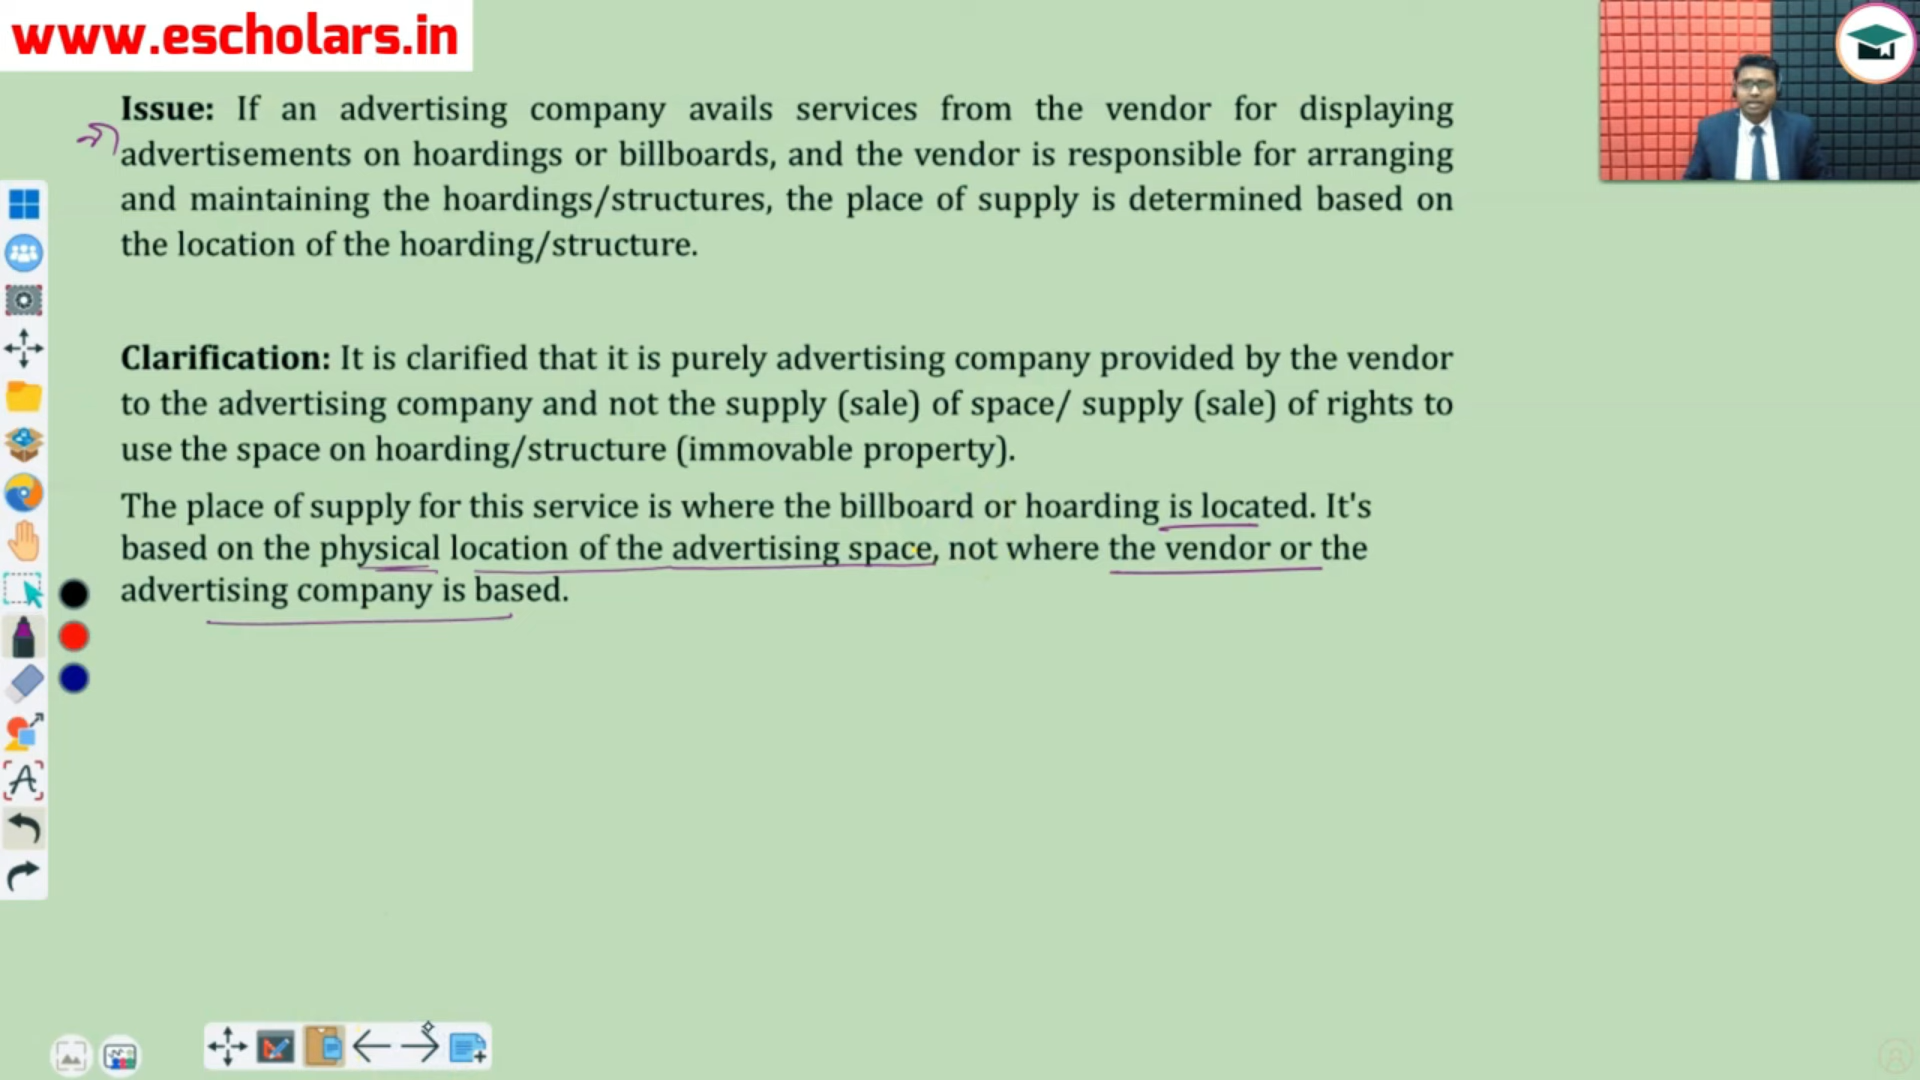 www.escholars.in
Issue: If an advertising company avails services from the vendor for displaying
advertisements on hoardings or billboards, and the vendor is responsible for arranging
and maintaining the hoardings/structures, the place of supply is determined based on
the location of the hoarding/structure.
Clarification: It is clarified that it is purely advertising company provided by the vendor
to the advertising company and not the supply (sale) of space/ supply (sale) of rights to
use the space on hoarding/structure (immovable property).
The place of supply for this service is where the billboard or hoarding is located. It's
based on the physical location of the advertising space, not where the vendor or the
advertising company is based.